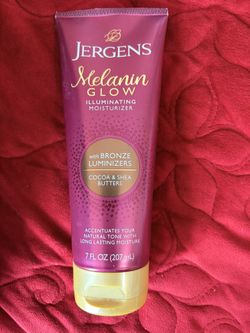 JERGENS
Melanin
GLOW
ILLUMINATING
MOISTURIZER
with BRONZE
LUMINIZERS
COCOA & SHEA
BUTTERS
ACCENTUATES YOUR
NATURAL TONE WITH
LONG LASTING MOISTURE
7 FL OZ (207 mL)